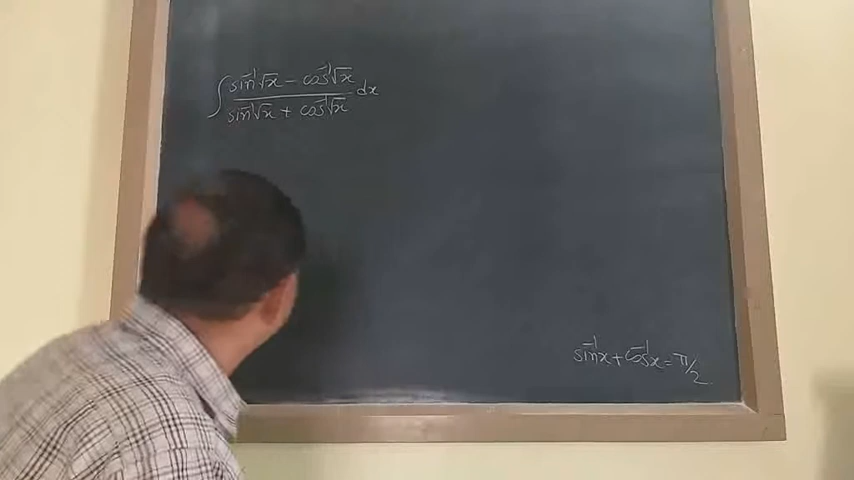 ∫ (sin⁻¹√x − cos⁻¹√x) / (sin⁻¹√x + cos⁻¹√x) dx
sin⁻¹x + cos⁻¹x = π/2